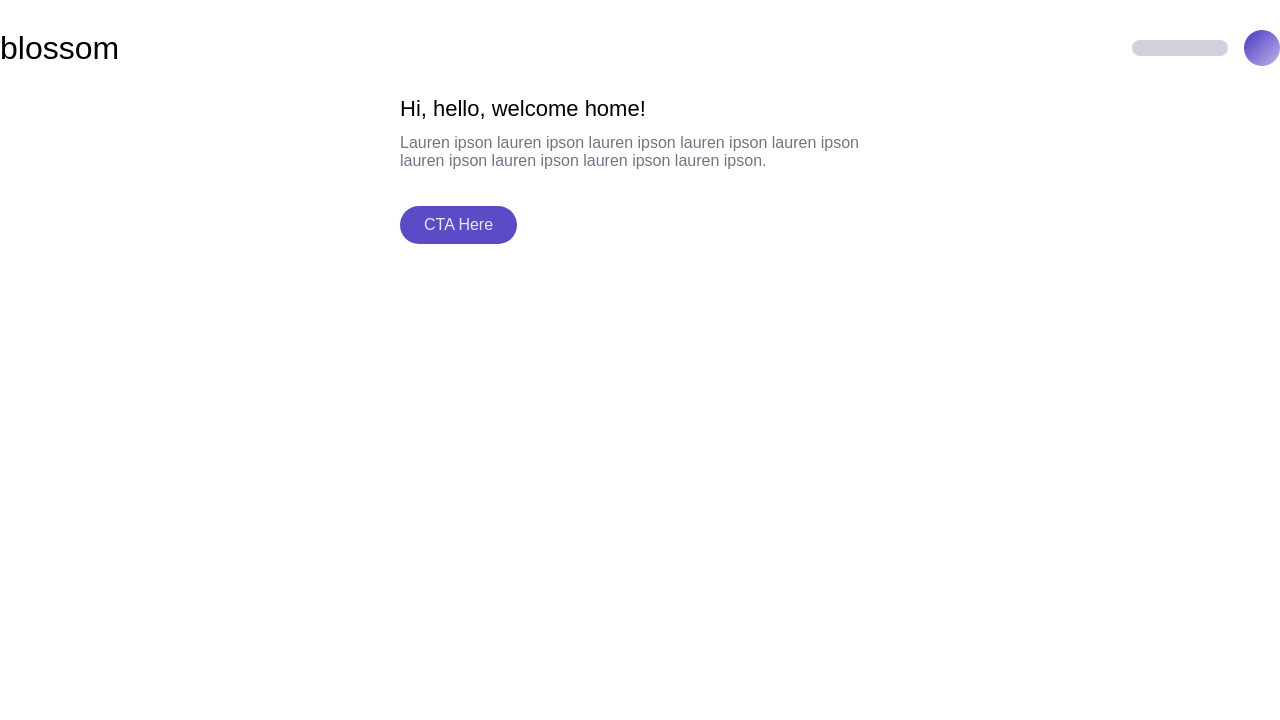 blossom
Hi, hello, welcome home!
Lauren ipson lauren ipson lauren ipson lauren ipson lauren ipson
lauren ipson lauren ipson lauren ipson lauren ipson.
CTA Here